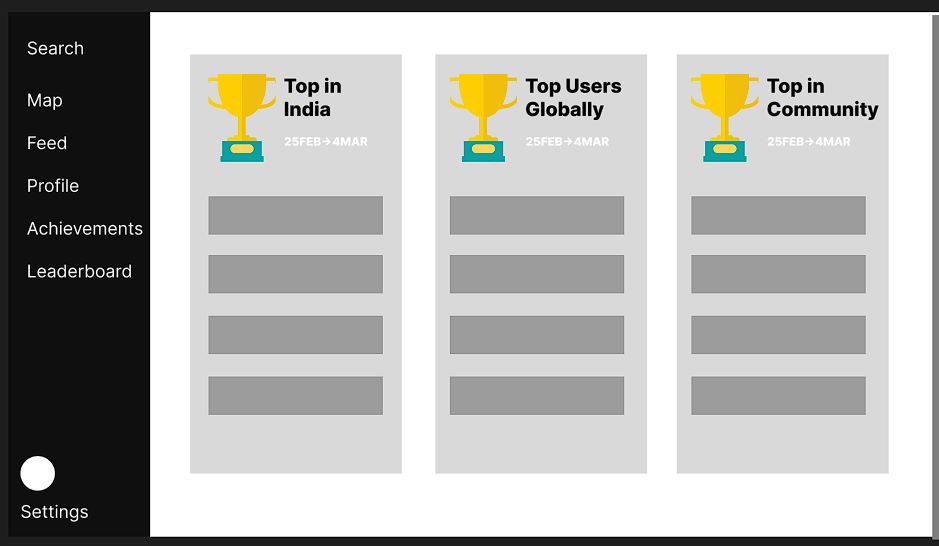 Search
Map
Feed
Profile
Achievements
Leaderboard
Settings
Top in
India
25FEB→4MAR
Top Users
Globally
25FEB→4MAR
Top in
Community
25FEB→4MAR